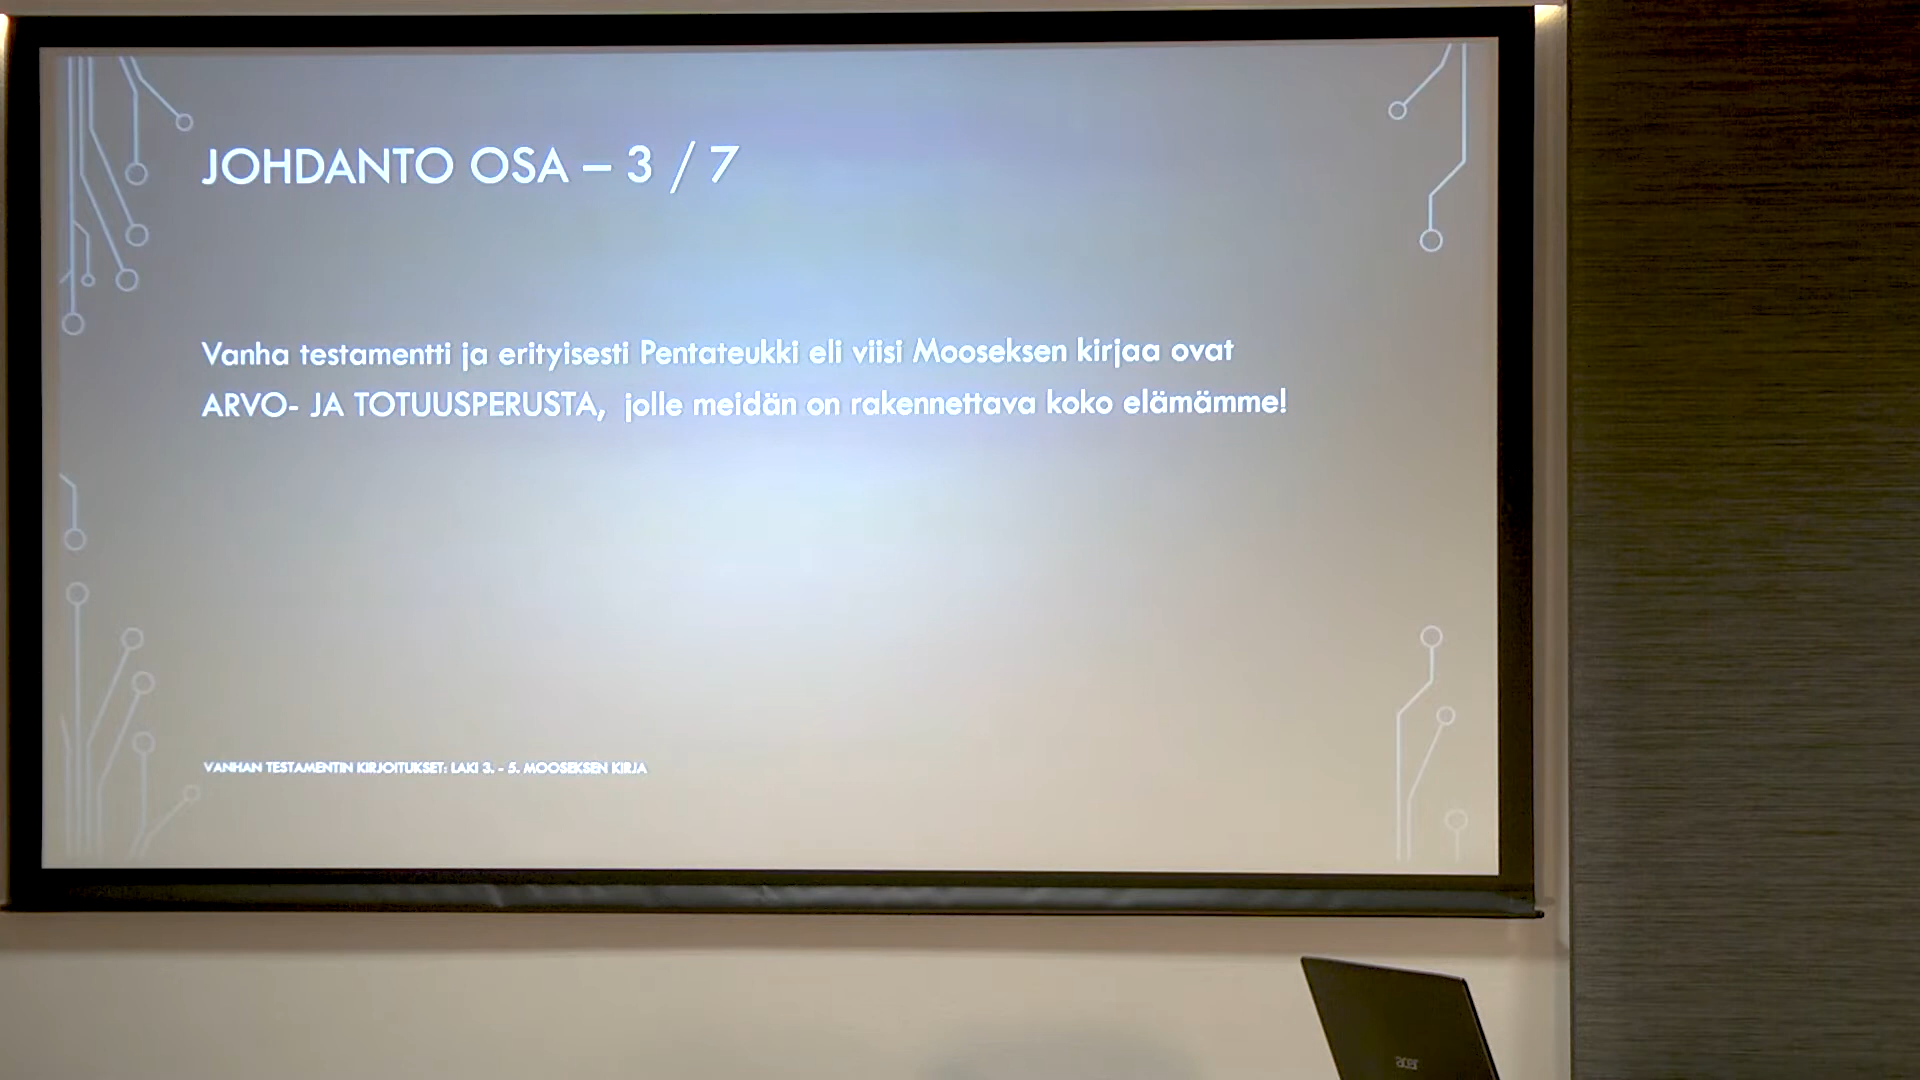 JOHDANTO OSA – 3 / 7
Vanha testamentti ja erityisesti Pentateukki eli viisi Mooseksen kirjaa ovat
ARVO- JA TOTUUSPERUSTA, jolle meidän on rakennettava koko elämämme!
VANHAN TESTAMENTIN KIRJOITUKSET: LAKI 3. - 5. MOOSEKSEN KIRJA
acer